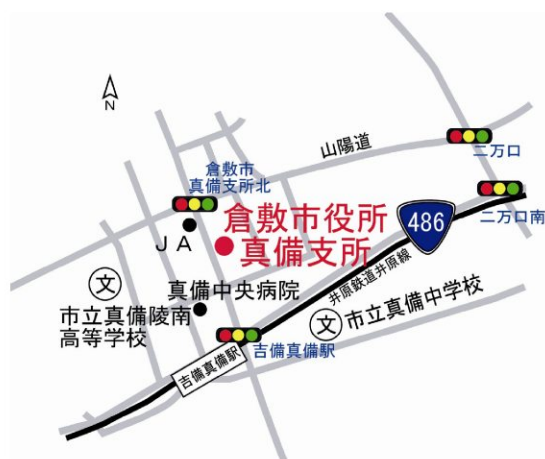 N
山陽道
二万口
倉敷市
真備支所北
二万口南
倉敷市役所
真備支所
486
JA
井原鉄道井原線
文
真備中央病院
市立真備陵南
高等学校
文
市立真備中学校
吉備真備駅
吉備真備駅